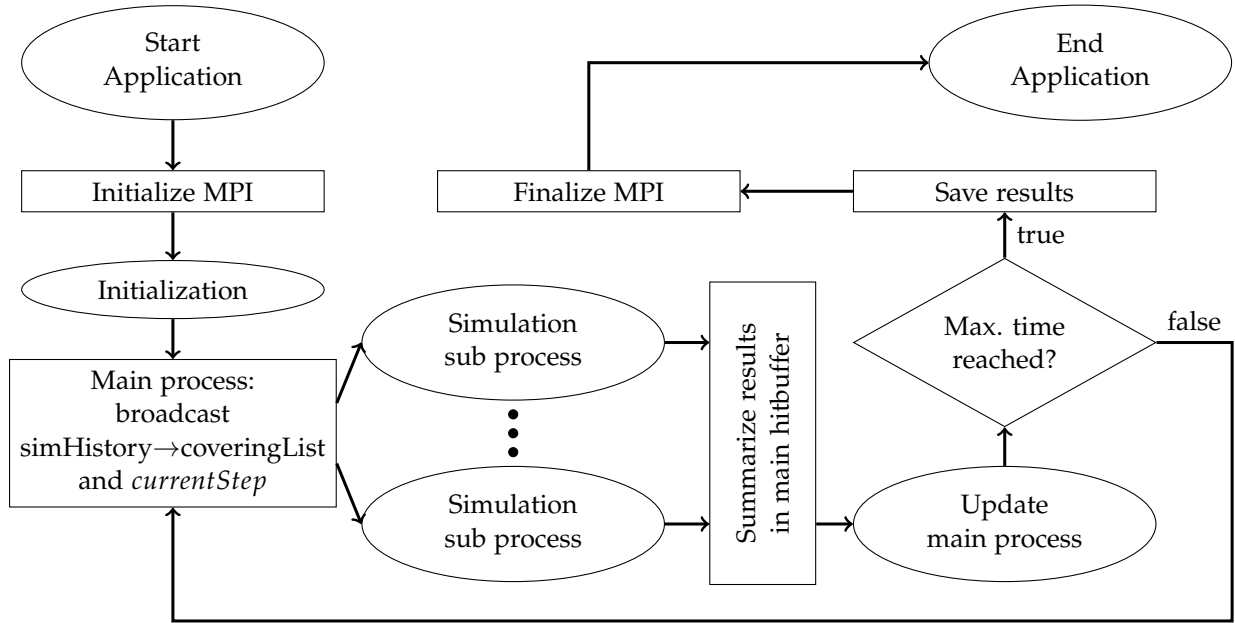 Start
Application
End
Application
Initialize MPI
Finalize MPI
Save results
true
Initialization
Max. time
reached?
false
Main process:
broadcast
simHistory→coveringList
and currentStep
Simulation
sub process
Simulation
sub process
Summarize results
in main hitbuffer
Update
main process